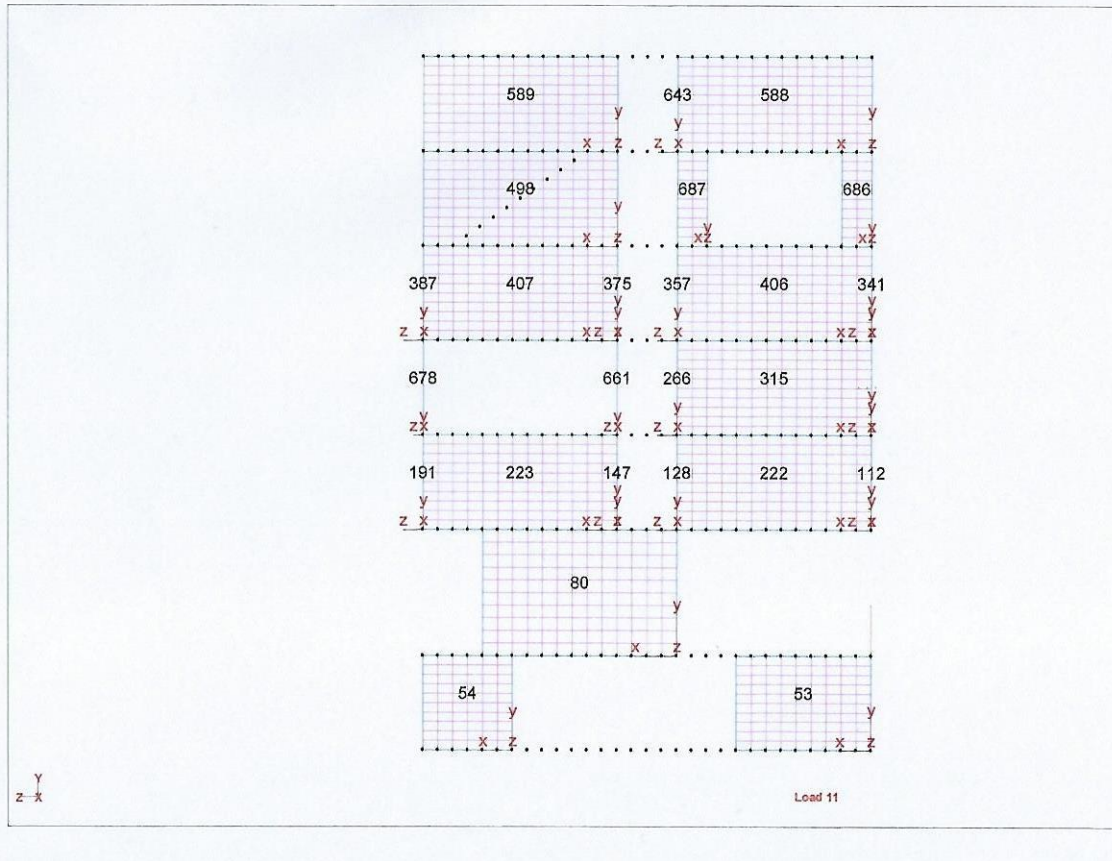 589 643 588
y y y
x z z x x z
498 687 686
y y y
x z x z x z
387 407 375 357 406 341
y y y y y y
z x x z x z x x z x
678 661 266 315
y y y y y
z x z x z x x z x
191 223 147 128 222 112
y y y y y y
z x x z x z x x z x
80
y
x z
54 53
y y
x z x z
Y
Z X Load 11